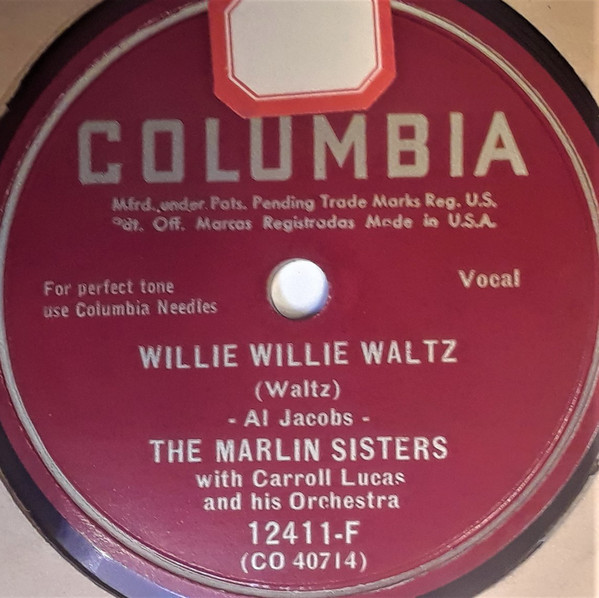 COLUMBIA
Mfrd. under Pats. Pending Trade Marks Reg. U.S.
Pat. Off. Marcas Registradas Made in U.S.A.
For perfect tone
use Columbia Needles
Vocal
WILLIE WILLIE WALTZ
(Waltz)
- Al Jacobs -
THE MARLIN SISTERS
with Carroll Lucas
and his Orchestra
12411-F
(CO 40714)